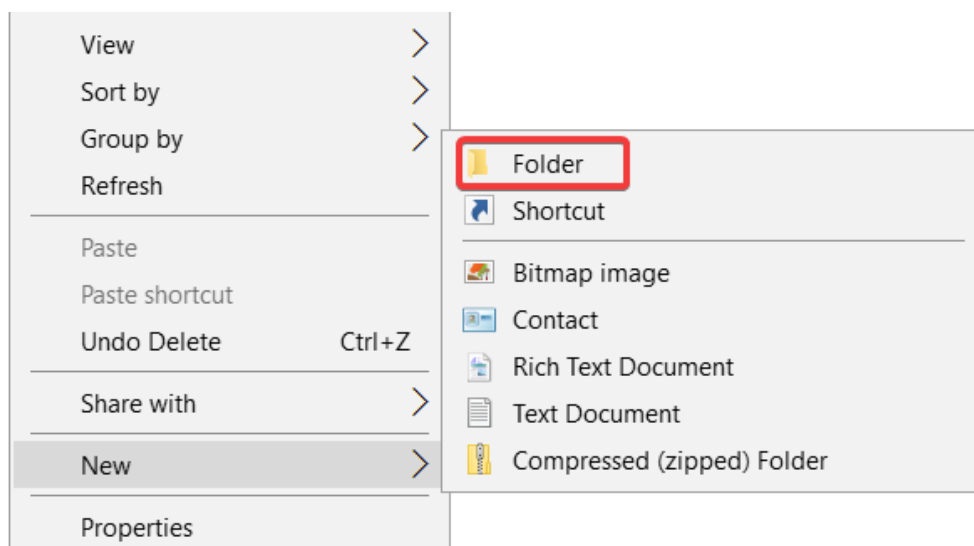 View
Sort by
Group by
Refresh
Paste
Paste shortcut
Undo Delete Ctrl+Z
Share with
New
Properties
Folder
Shortcut
Bitmap image
Contact
Rich Text Document
Text Document
Compressed (zipped) Folder